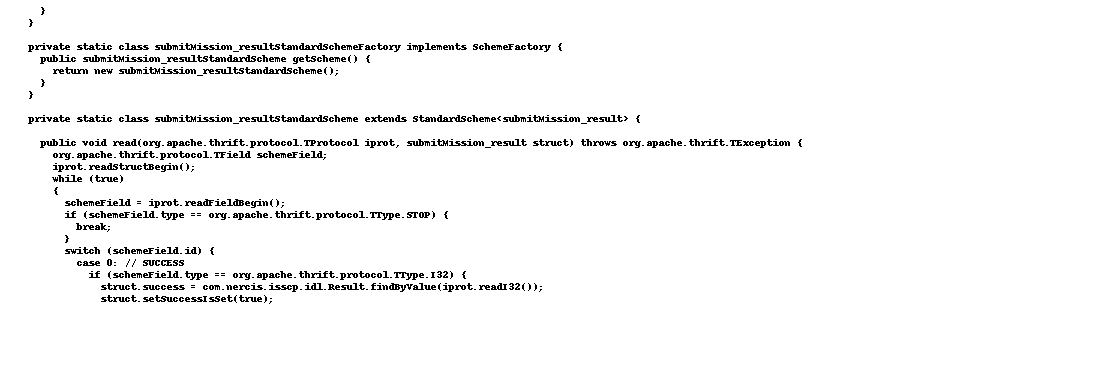 }
}
private static class submitMission_resultStandardSchemeFactory implements SchemeFactory {
public submitMission_resultStandardScheme getScheme() {
return new submitMission_resultStandardScheme();
}
}
private static class submitMission_resultStandardScheme extends StandardScheme<submitMission_result> {
public void read(org.apache.thrift.protocol.TProtocol iprot, submitMission_result struct) throws org.apache.thrift.TException {
org.apache.thrift.protocol.TField schemeField;
iprot.readStructBegin();
while (true)
{
schemeField = iprot.readFieldBegin();
if (schemeField.type == org.apache.thrift.protocol.TType.STOP) {
break;
}
switch (schemeField.id) {
case 0: // SUCCESS
if (schemeField.type == org.apache.thrift.protocol.TType.I32) {
struct.success = com.nercis.isscp.idl.Result.findByValue(iprot.readI32());
struct.setSuccessIsSet(true);